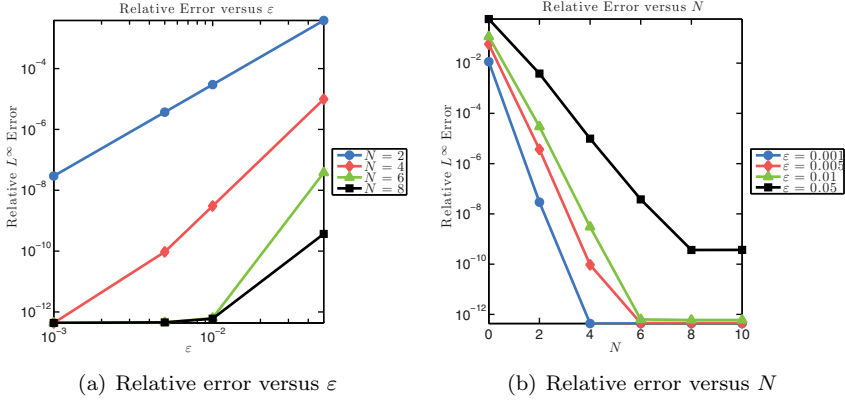 Relative Error versus ε
Relative L^∞ Error
10^−4
10^−6
10^−8
10^−10
10^−12
10^−3
10^−2
ε
N = 2
N = 4
N = 6
N = 8
(a) Relative error versus ε
Relative Error versus N
Relative L^∞ Error
10^−2
10^−4
10^−6
10^−8
10^−10
10^−12
0 2 4 6 8 10
N
ε = 0.001
ε = 0.005
ε = 0.01
ε = 0.05
(b) Relative error versus N